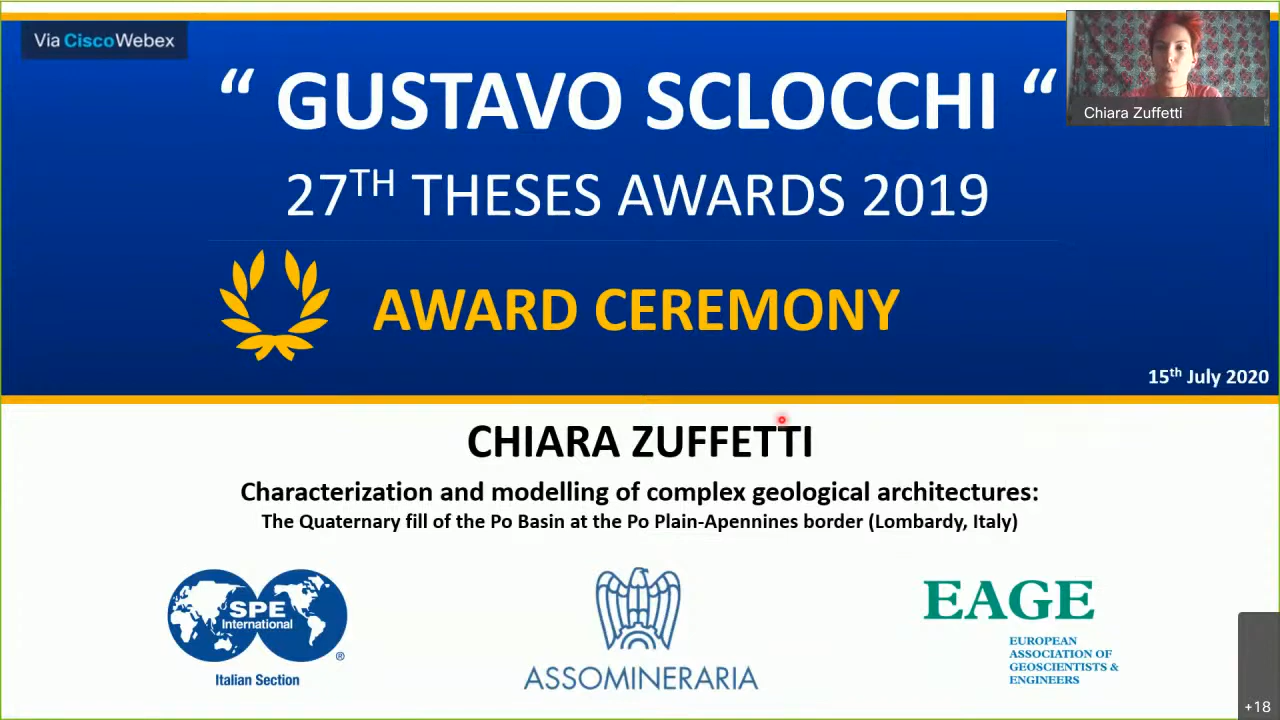 Via CiscoWebex
“ GUSTAVO SCLOCCHI “
Chiara Zuffetti
27TH THESES AWARDS 2019
AWARD CEREMONY
15th July 2020
CHIARA ZUFFETTI
Characterization and modelling of complex geological architectures:
The Quaternary fill of the Po Basin at the Po Plain-Apennines border (Lombardy, Italy)
SPE
International
®
Italian Section
ASSOMINERARIA
EAGE
EUROPEAN
ASSOCIATION OF
GEOSCIENTISTS &
ENGINEERS
+18